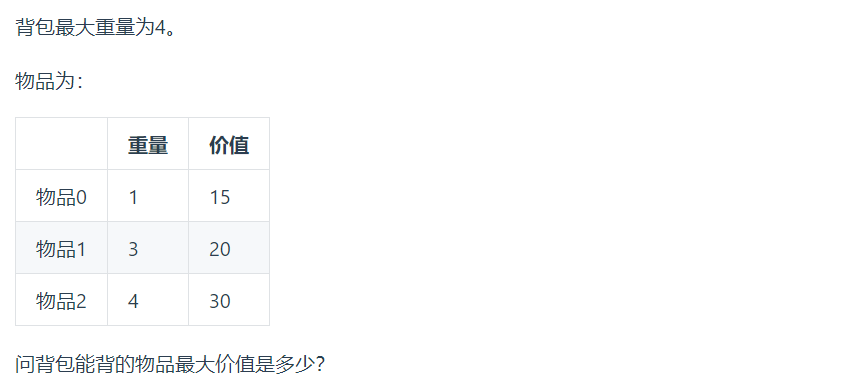 背包最大重量为4。
物品为：
重量 价值
物品0 1 15
物品1 3 20
物品2 4 30
问背包能背的物品最大价值是多少？